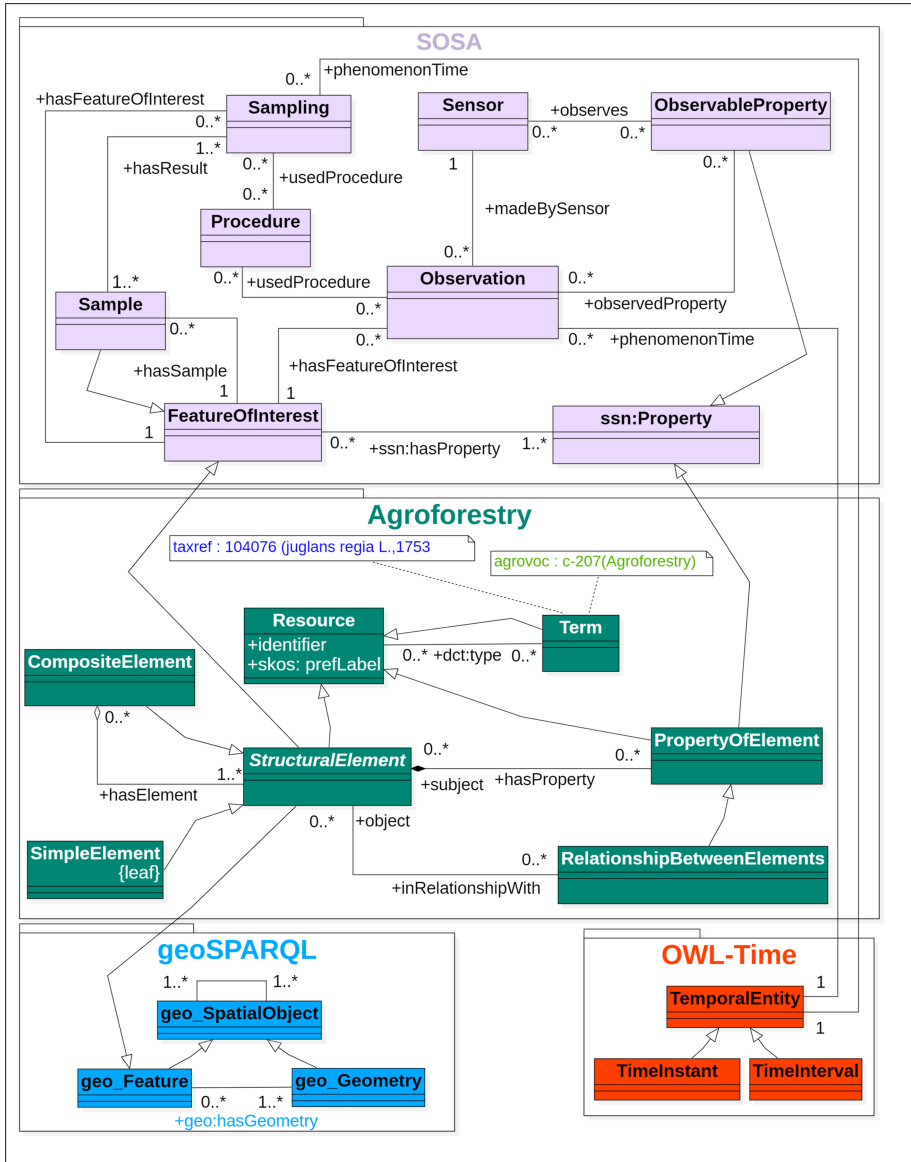 SOSA
+phenomenonTime
0..*
+hasFeatureOfInterest
Sampling
Sensor
+observes
ObservableProperty
0..*
0..*
0..*
1..*
+hasResult
0..*
1
0..*
+usedProcedure
0..*
+madeBySensor
Procedure
0..*
0..*
+usedProcedure
Observation
0..*
1..*
Sample
0..*
0..*
+observedProperty
0..*
0..*
+phenomenonTime
+hasSample
+hasFeatureOfInterest
1
1
FeatureOfInterest
ssn:Property
1
0..*
+ssn:hasProperty
1..*
Agroforestry
taxref : 104076 (juglans regia L.,1753
agrovoc : c-207(Agroforestry)
Resource
+identifier
+skos: prefLabel
Term
0..*
+dct:type
0..*
CompositeElement
0..*
StructuralElement
0..*
0..*
PropertyOfElement
1..*
+hasElement
+subject
+hasProperty
0..*
+object
SimpleElement
{leaf}
0..*
RelationshipBetweenElements
+inRelationshipWith
geoSPARQL
1..*
1..*
geo_SpatialObject
geo_Feature
geo_Geometry
0..*
1..*
+geo:hasGeometry
OWL-Time
1
TemporalEntity
1
TimeInstant
TimeInterval